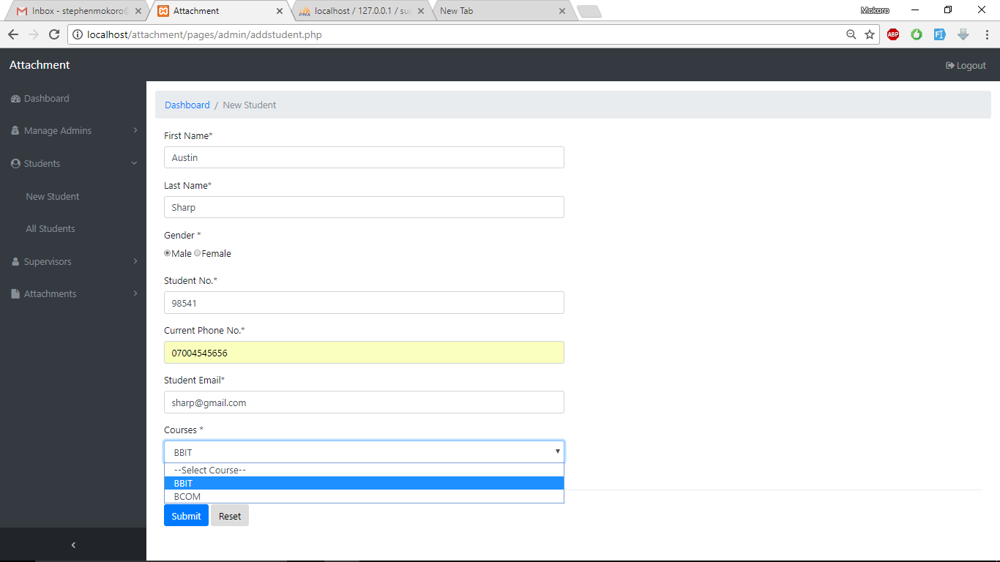 Inbox - stephenmokoro@
Attachment
localhost / 127.0.0.1 / sua
New Tab
Mokoro
localhost/attachment/pages/admin/addstudent.php
ABP
Attachment
Logout
Dashboard
Manage Admins
Students
New Student
All Students
Supervisors
Attachments
Dashboard / New Student
First Name*
Austin
Last Name*
Sharp
Gender *
Male Female
Student No.*
98541
Current Phone No.*
07004545656
Student Email*
sharp@gmail.com
Courses *
BBIT
--Select Course--
BBIT
BCOM
Submit Reset